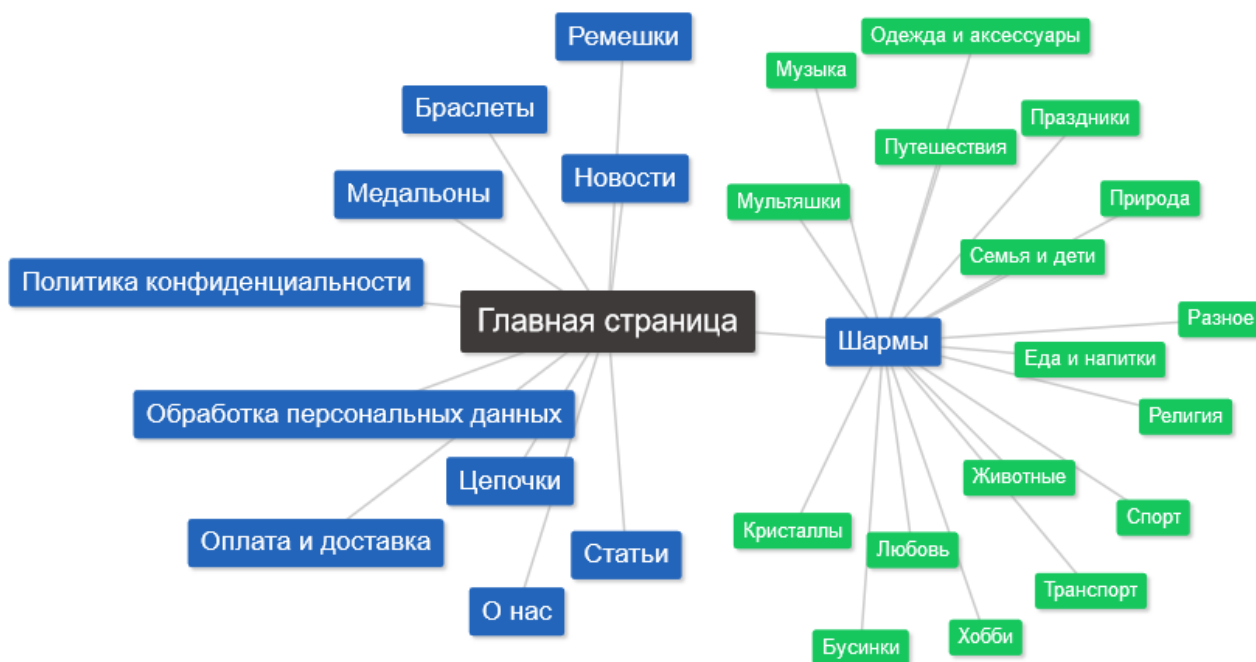 Ремешки
Одежда и аксессуары
Музыка
Браслеты
Праздники
Путешествия
Новости
Медальоны
Мультяшки
Природа
Семья и дети
Политика конфиденциальности
Главная страница
Шармы
Разное
Еда и напитки
Обработка персональных данных
Религия
Цепочки
Животные
Оплата и доставка
Статьи
Кристаллы
Любовь
Спорт
О нас
Транспорт
Хобби
Бусинки